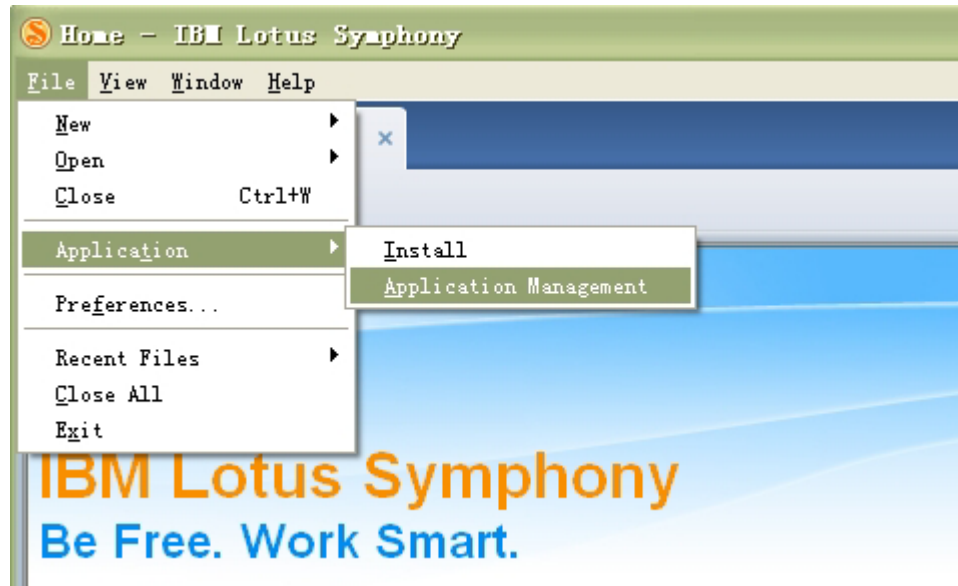 Home - IBM Lotus Symphony
File View Window Help
New
Open
Close Ctrl+W
Application
Install
Application Management
Preferences...
Recent Files
Close All
Exit
IBM Lotus Symphony
Be Free. Work Smart.